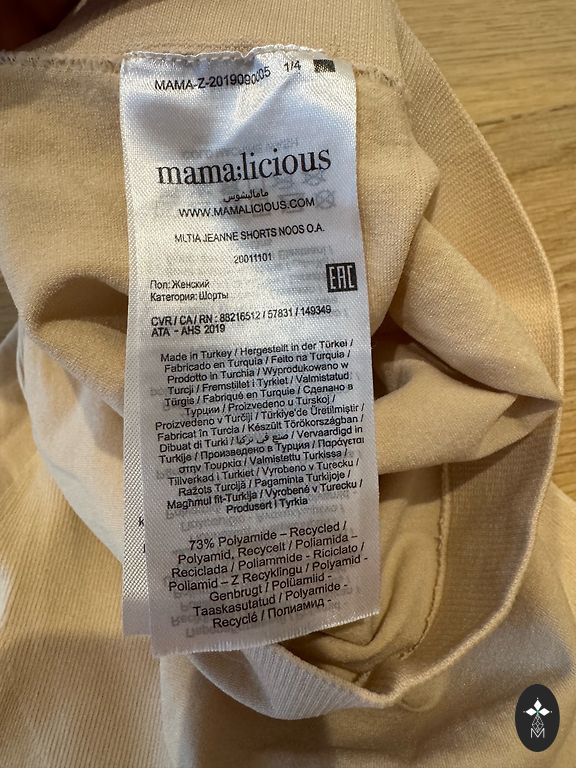 MAMA-Z-2019090005 1/4
mama;licious
ماماليشوس
WWW.MAMALICIOUS.COM
MLTIA JEANNE SHORTS NOOS O.A.
20011101
Пол: Женский
Категория: Шорты
EAC
CVR / CA / RN : 88216512 / 57831 / 149349
ATA - AHS 2019
Made in Turkey / Hergestellt in der Türkei /
Fabricado en Turquía / Feito na Turquia /
Prodotto in Turchia / Wyprodukowano w
Turcji / Fremstillet i Tyrkiet / Valmistatud
Türgis / Fabriqué en Turquie / Сделано в
Турции / Proizvedeno u Turskoj /
Proizvedeno v Turčiji / Türkiye'de Üretilmiştir /
Fabricat în Turcia / Készült Törökországban /
Dibuat di Turki / صنع في تركيا / Vervaardigd in
Turkije / Произведено в Турция / Παράγεται
στην Τουρκία / Valmistettu Turkissa /
Tillverkad i Turkiet / Vyrobeno v Turecku /
Ražots Turcijā / Pagaminta Turkijoje /
Magħmul fit-Turkija / Vyrobené v Turecku /
Produsert i Tyrkia
73% Polyamide – Recycled /
Polyamid, Recycelt / Poliamida –
Reciclada / Poliammide - Riciclato /
Poliamid – Z Recyklingu / Polyamid -
Genbrugt / Polüamiid -
Taaskasutatud / Polyamide -
Recyclé / Полиамид -
M